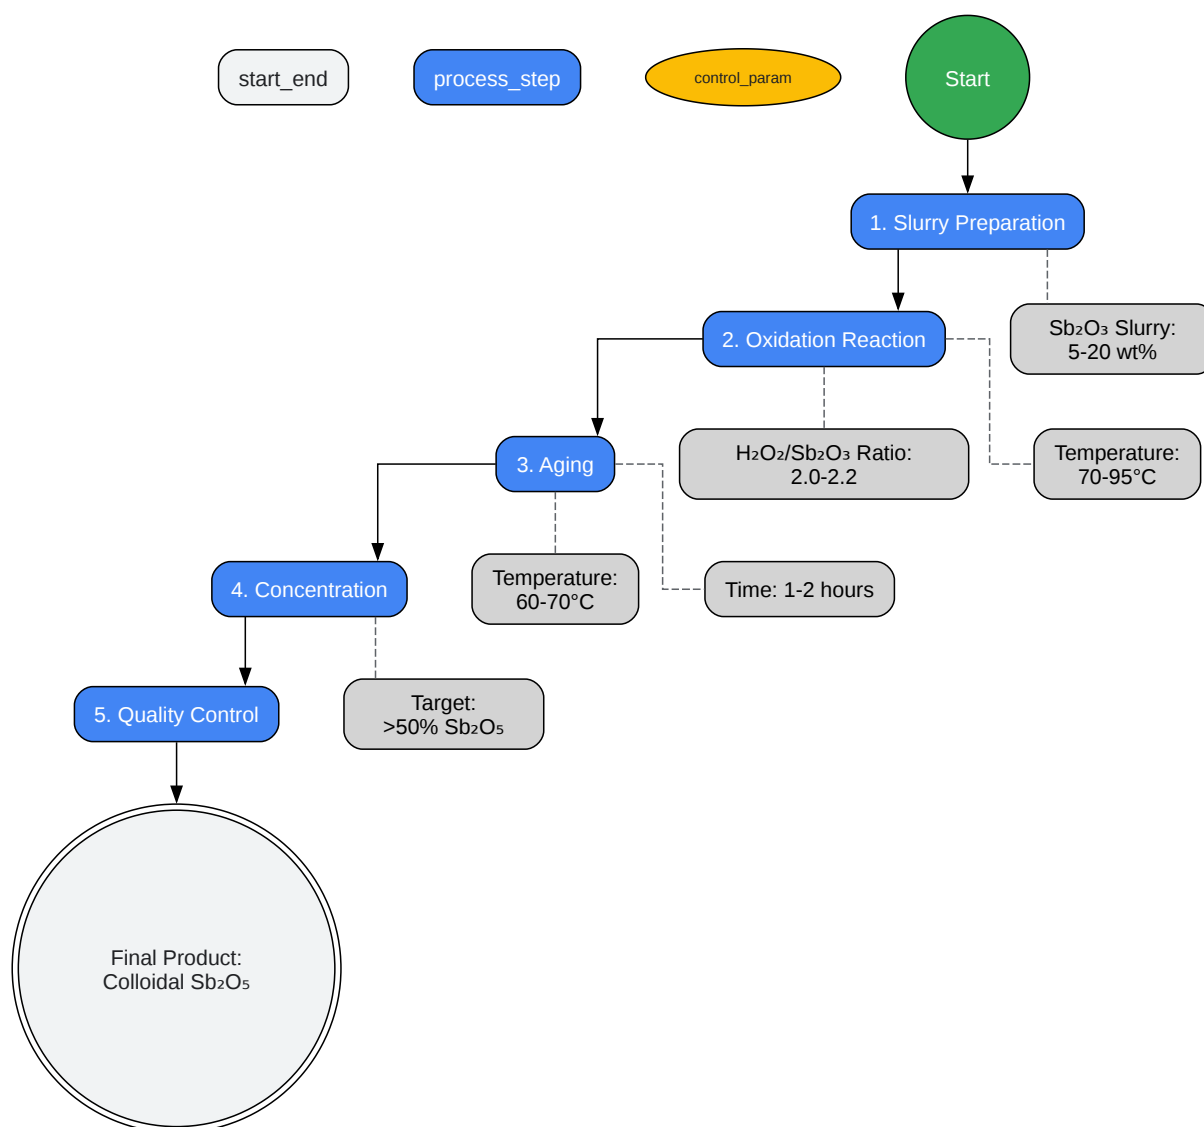 start_end
process_step
control_param
Start
1. Slurry Preparation
Sb₂O₃ Slurry:
5-20 wt%
2. Oxidation Reaction
H₂O₂/Sb₂O₃ Ratio:
2.0-2.2
Temperature:
70-95°C
3. Aging
Temperature:
60-70°C
Time: 1-2 hours
4. Concentration
Target:
>50% Sb₂O₅
5. Quality Control
Final Product:
Colloidal Sb₂O₅